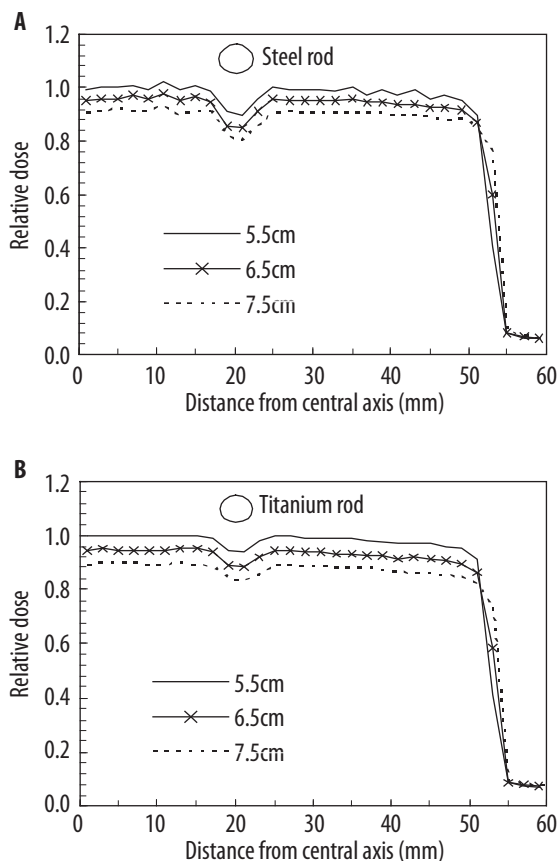 A
1.2
Steel rod
1.0
0.8
Relative dose
0.6
5.5cm
0.4
6.5cm
0.2
7.5cm
0.0
0 10 20 30 40 50 60
Distance from central axis (mm)
B
1.2
Titanium rod
1.0
0.8
Relative dose
0.6
5.5cm
0.4
6.5cm
0.2
7.5cm
0.0
0 10 20 30 40 50 60
Distance from central axis (mm)